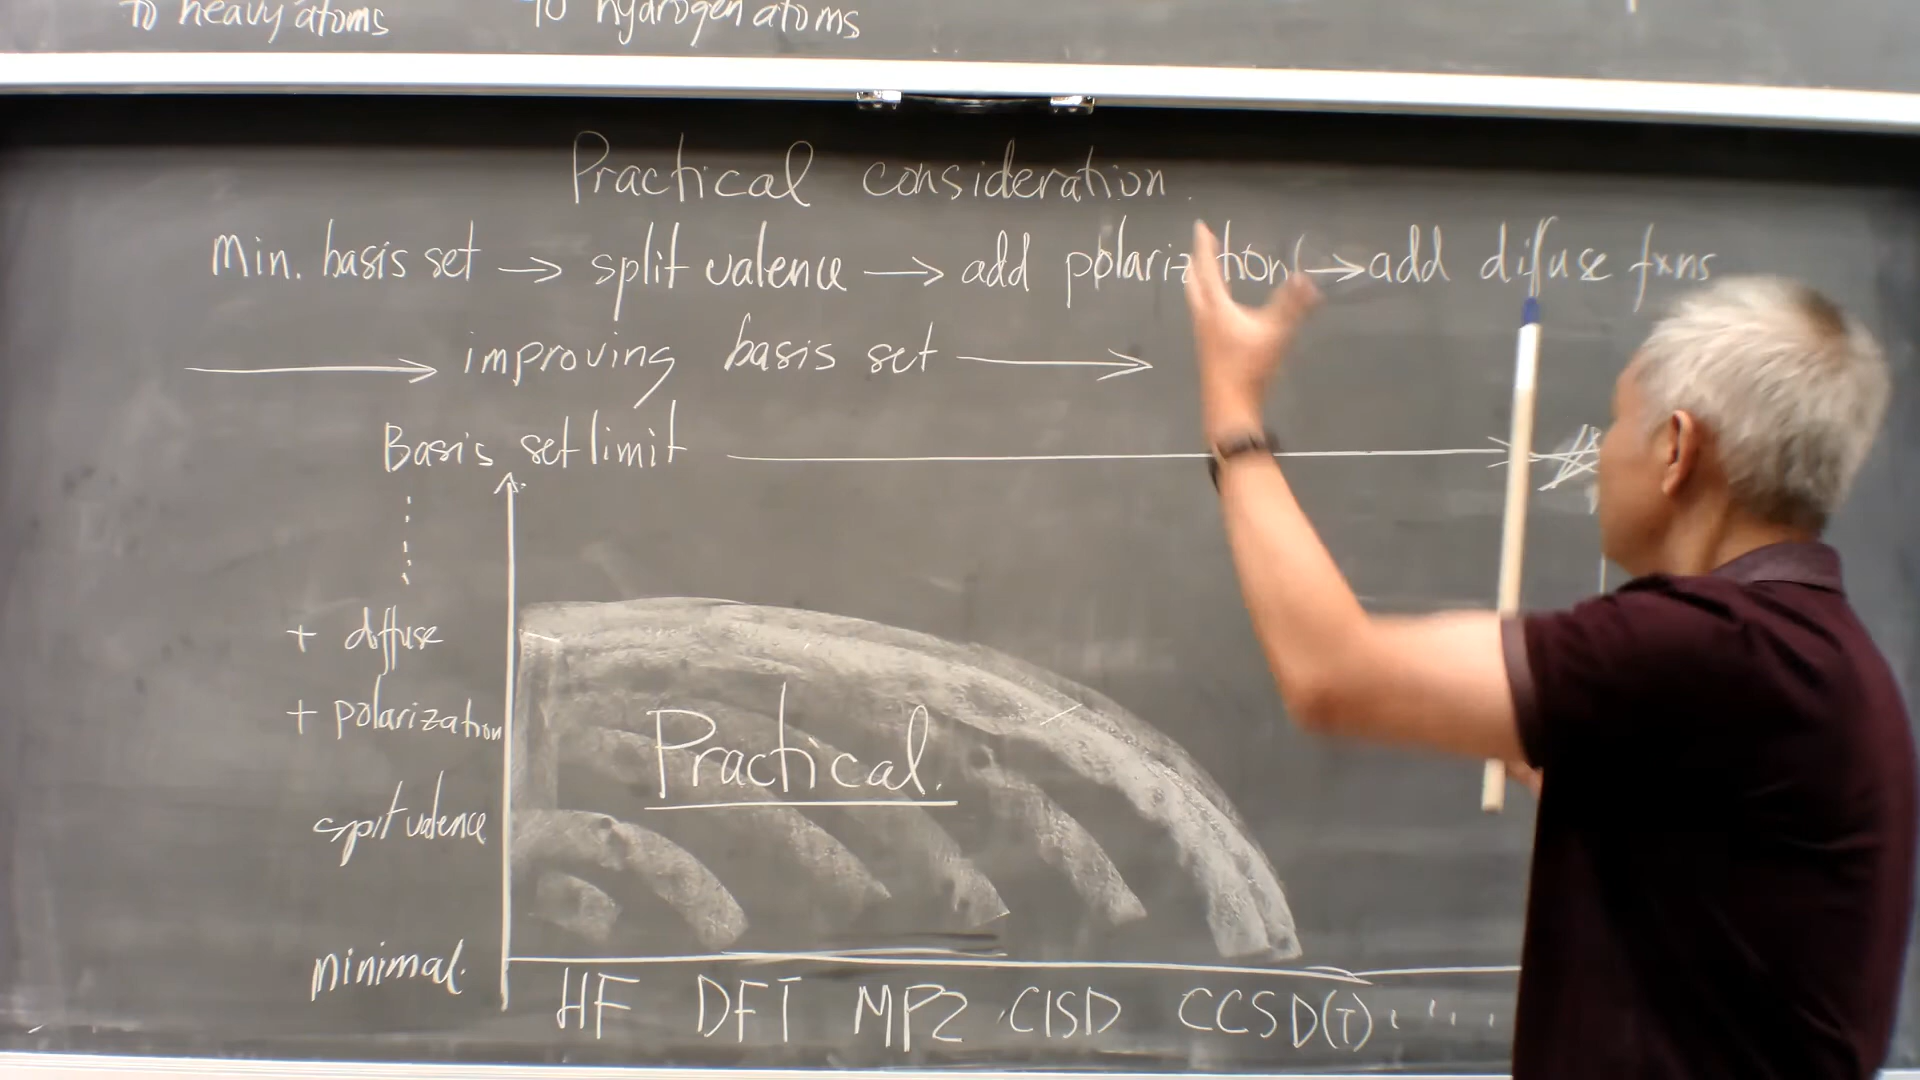 to heavy atoms To hydrogen atoms
Practical consideration.
Min. basis set → split valence → add polarization → add difuse fxns
→ improving basis set →
Basis set limit →
+ diffuse
+ polarization
Practical.
split valence
minimal.
HF DFT MP2 CISD CCSD(T).....